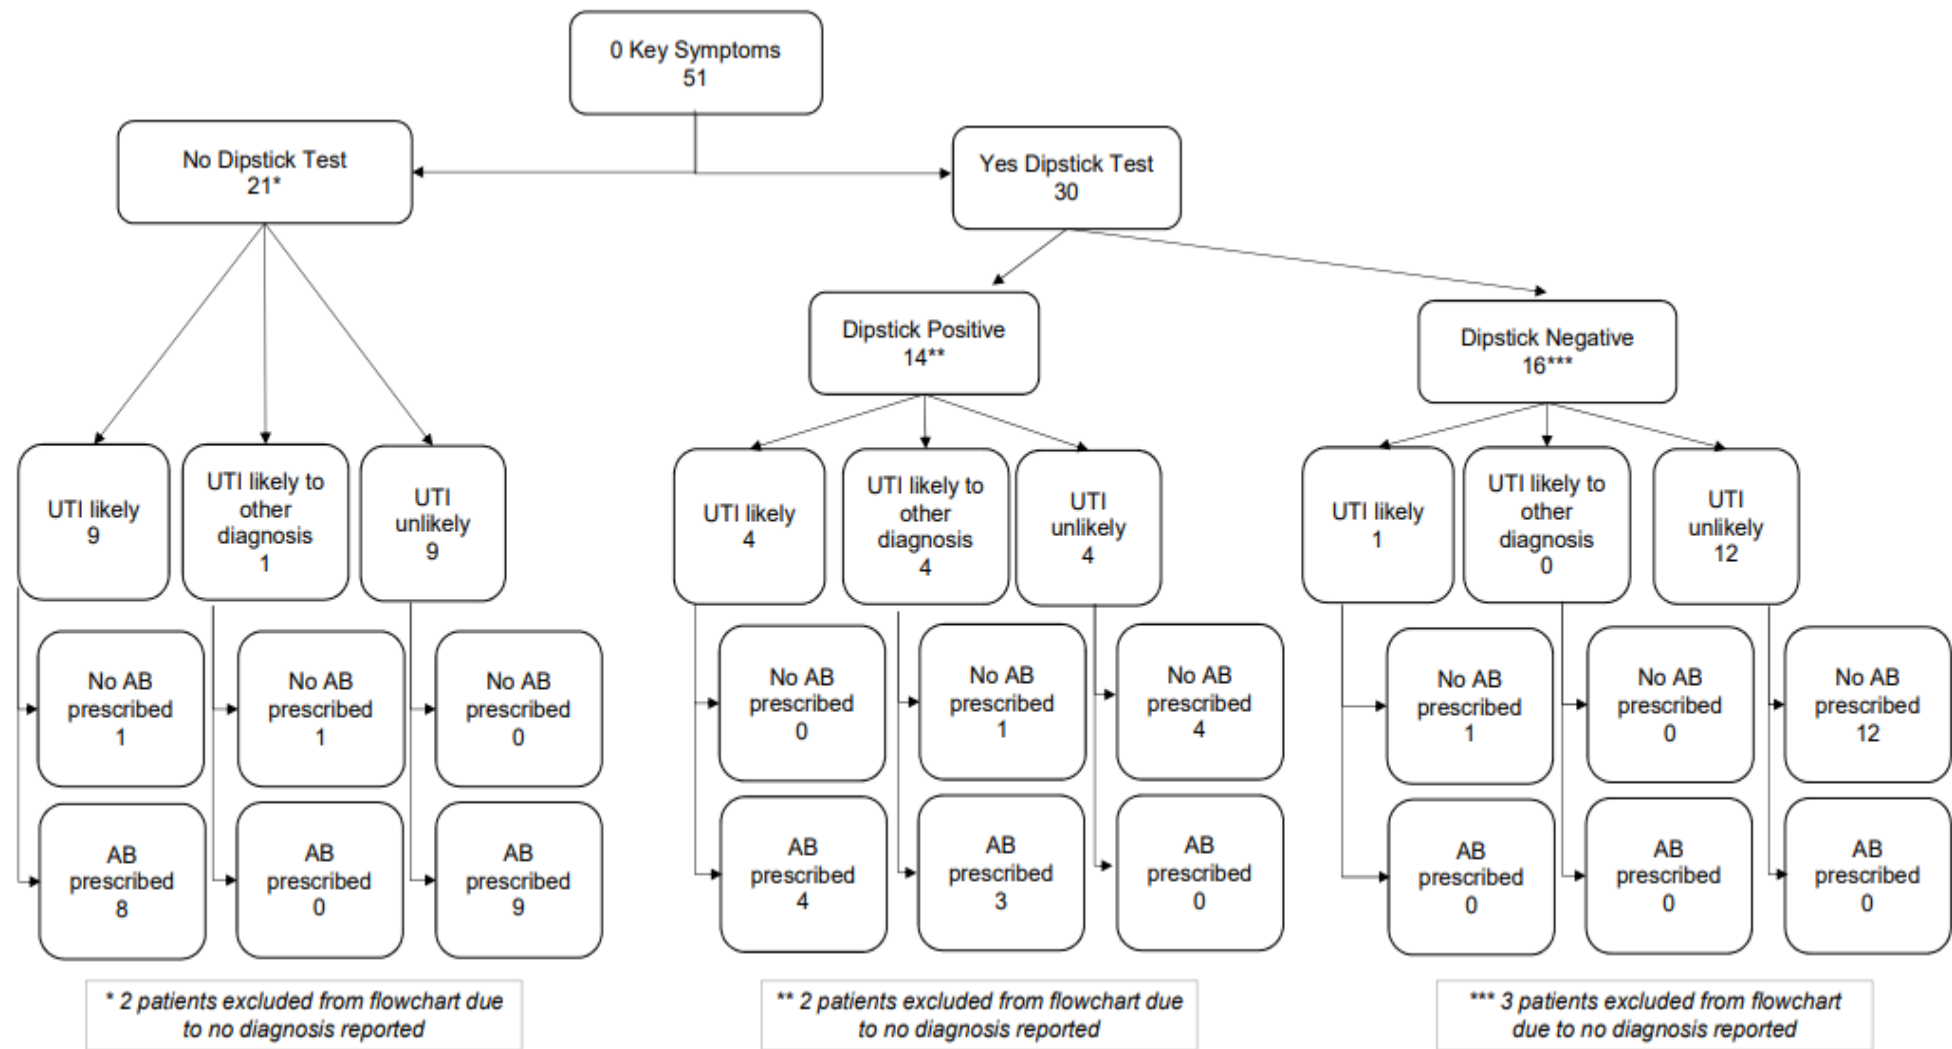 0 Key Symptoms
51
No Dipstick Test
21*
Yes Dipstick Test
30
Dipstick Positive
14**
Dipstick Negative
16***
UTI likely
9
UTI likely to
other
diagnosis
1
UTI
unlikely
9
UTI likely
4
UTI likely to
other
diagnosis
4
UTI
unlikely
4
UTI likely
1
UTI likely to
other
diagnosis
0
UTI
unlikely
12
No AB
prescribed
1
No AB
prescribed
1
No AB
prescribed
0
No AB
prescribed
0
No AB
prescribed
1
No AB
prescribed
4
No AB
prescribed
1
No AB
prescribed
0
No AB
prescribed
12
AB
prescribed
8
AB
prescribed
0
AB
prescribed
9
AB
prescribed
4
AB
prescribed
3
AB
prescribed
0
AB
prescribed
0
AB
prescribed
0
AB
prescribed
0
* 2 patients excluded from flowchart due
to no diagnosis reported
** 2 patients excluded from flowchart due
to no diagnosis reported
*** 3 patients excluded from flowchart
due to no diagnosis reported